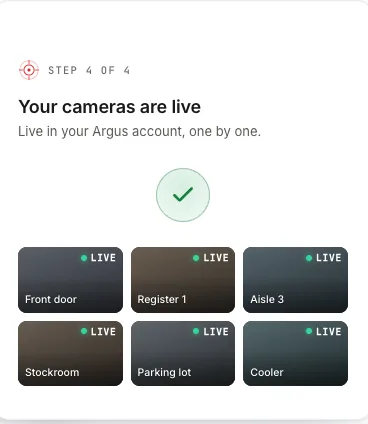 STEP 4 OF 4
Your cameras are live
Live in your Argus account, one by one.
LIVE
Front door
LIVE
Register 1
LIVE
Aisle 3
LIVE
Stockroom
LIVE
Parking lot
LIVE
Cooler